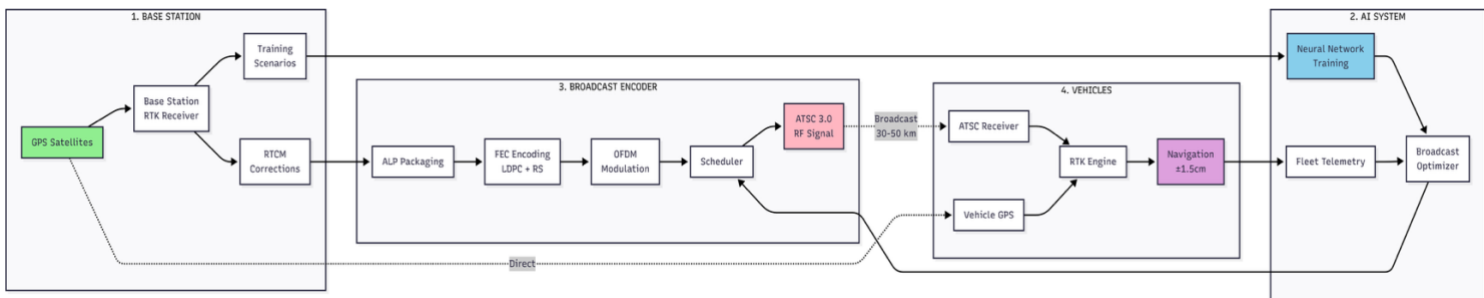 1. BASE STATION
GPS Satellites
Base Station
RTK Receiver
Training
Scenarios
RTCM
Corrections
3. BROADCAST ENCODER
ALP Packaging
FEC Encoding
LDPC + RS
OFDM
Modulation
Scheduler
ATSC 3.0
RF Signal
Broadcast
30-50 km
Direct
4. VEHICLES
ATSC Receiver
Vehicle GPS
RTK Engine
Navigation
±1.5cm
2. AI SYSTEM
Neural Network
Training
Fleet Telemetry
Broadcast
Optimizer